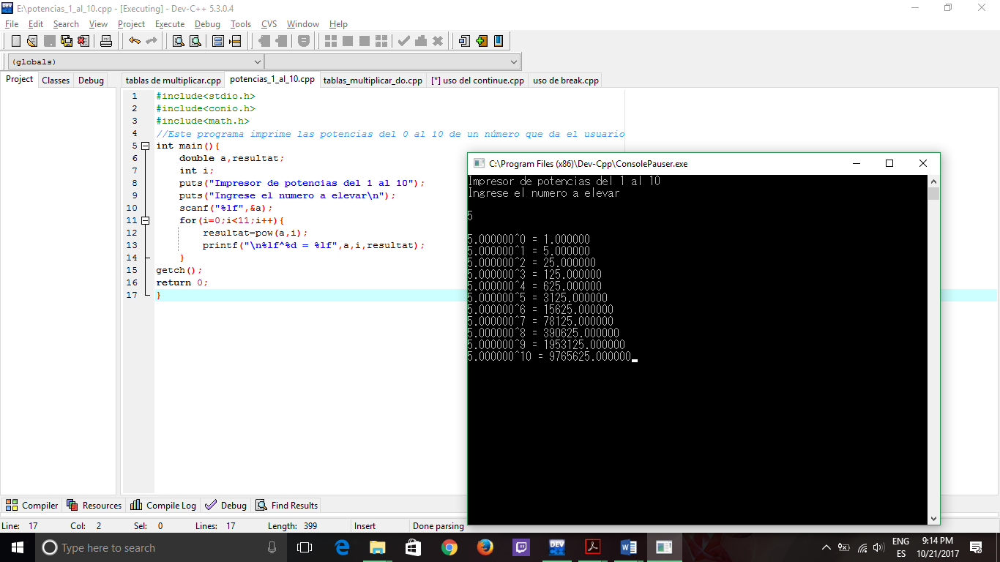 E:\potencias_1_al_10.cpp - [Executing] - Dev-C++ 5.3.0.4
File Edit Search View Project Execute Debug Tools CVS Window Help
(globals)
Project Classes Debug
tablas de multiplicar.cpp potencias_1_al_10.cpp tablas_multiplicar_do.cpp [*] uso del continue.cpp uso de break.cpp
1 #include<stdio.h>
2 #include<conio.h>
3 #include<math.h>
4 //Este programa imprime las potencias del 0 al 10 de un número que da el usuario
5 int main(){
6 double a,resultat;
7 int i;
8 puts("Impresor de potencias del 1 al 10");
9 puts("Ingrese el numero a elevar\n");
10 scanf("%lf",&a);
11 for(i=0;i<11;i++){
12 resultat=pow(a,i);
13 printf("\n%lf^%d = %lf",a,i,resultat);
14 }
15 getch();
16 return 0;
17 }
C:\Program Files (x86)\Dev-Cpp\ConsolePauser.exe
Impresor de potencias del 1 al 10
Ingrese el numero a elevar
5
5.000000^0 = 1.000000
5.000000^1 = 5.000000
5.000000^2 = 25.000000
5.000000^3 = 125.000000
5.000000^4 = 625.000000
5.000000^5 = 3125.000000
5.000000^6 = 15625.000000
5.000000^7 = 78125.000000
5.000000^8 = 390625.000000
5.000000^9 = 1953125.000000
5.000000^10 = 9765625.000000
Compiler Resources Compile Log Debug Find Results
Line: 17 Col: 2 Sel: 0 Lines: 17 Length: 399 Insert Done parsing
Type here to search
DEV
ENG
ES
9:14 PM
10/21/2017